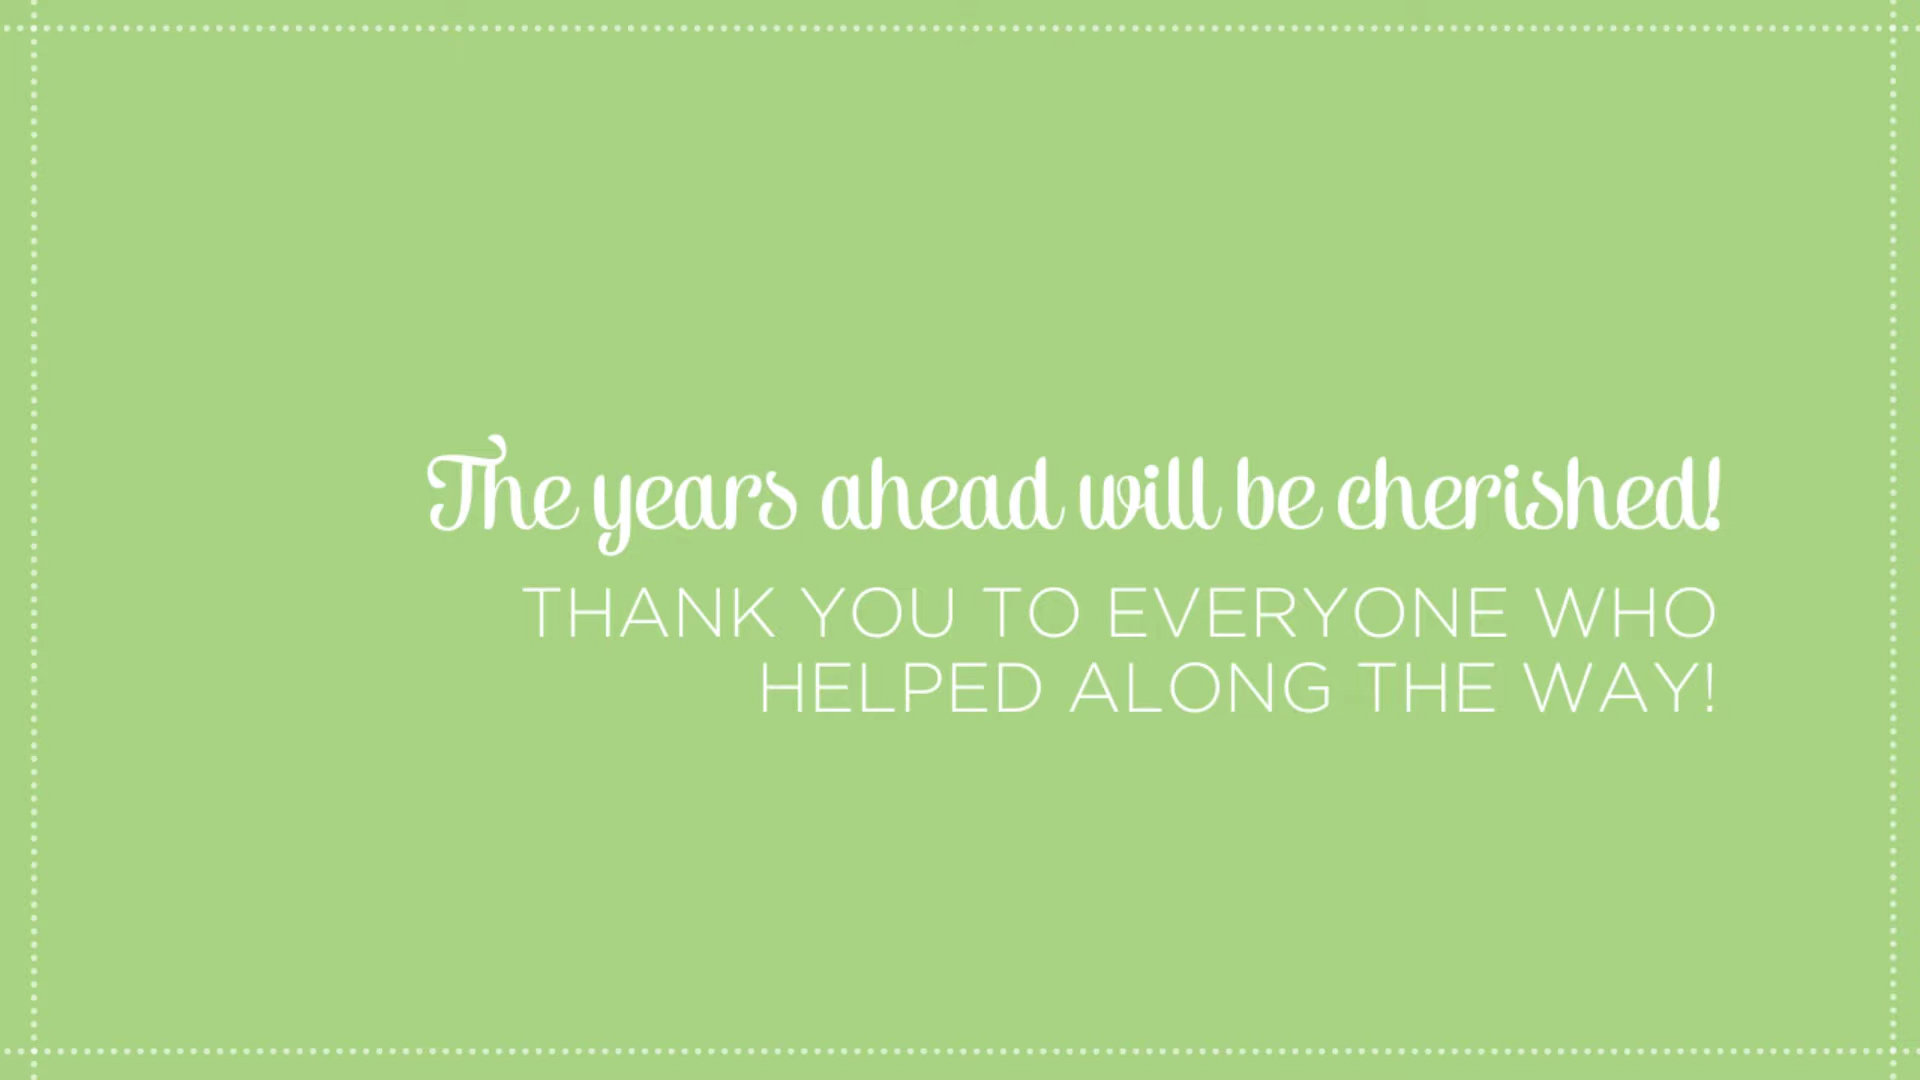 The years ahead will be cherished!
THANK YOU TO EVERYONE WHO
HELPED ALONG THE WAY!